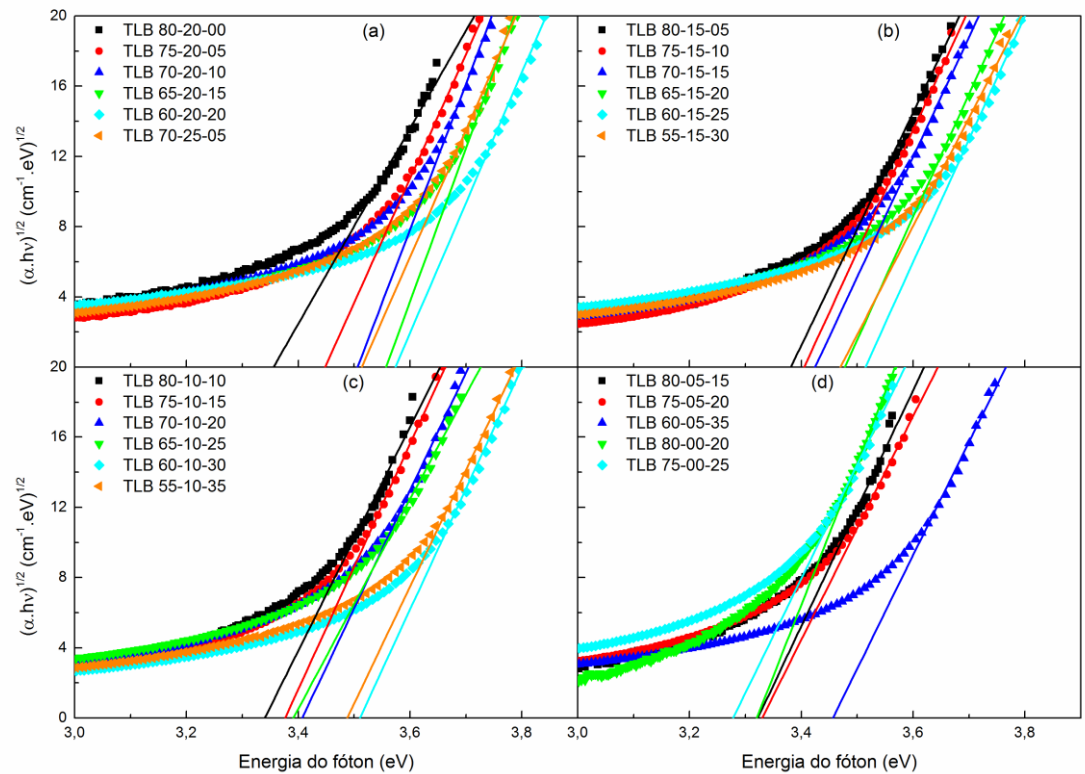 20
16
12
8
4
(α.hν)1/2 (cm-1.eV)1/2
TLB 80-20-00
TLB 75-20-05
TLB 70-20-10
TLB 65-20-15
TLB 60-20-20
TLB 70-25-05
(a)
TLB 80-15-05
TLB 75-15-10
TLB 70-15-15
TLB 65-15-20
TLB 60-15-25
TLB 55-15-30
(b)
20
16
12
8
4
0
(α.hν)1/2 (cm-1.eV)1/2
TLB 80-10-10
TLB 75-10-15
TLB 70-10-20
TLB 65-10-25
TLB 60-10-30
TLB 55-10-35
(c)
TLB 80-05-15
TLB 75-05-20
TLB 60-05-35
TLB 80-00-20
TLB 75-00-25
(d)
3,0 3,2 3,4 3,6 3,8 3,0 3,2 3,4 3,6 3,8
Energia do fóton (eV) Energia do fóton (eV)